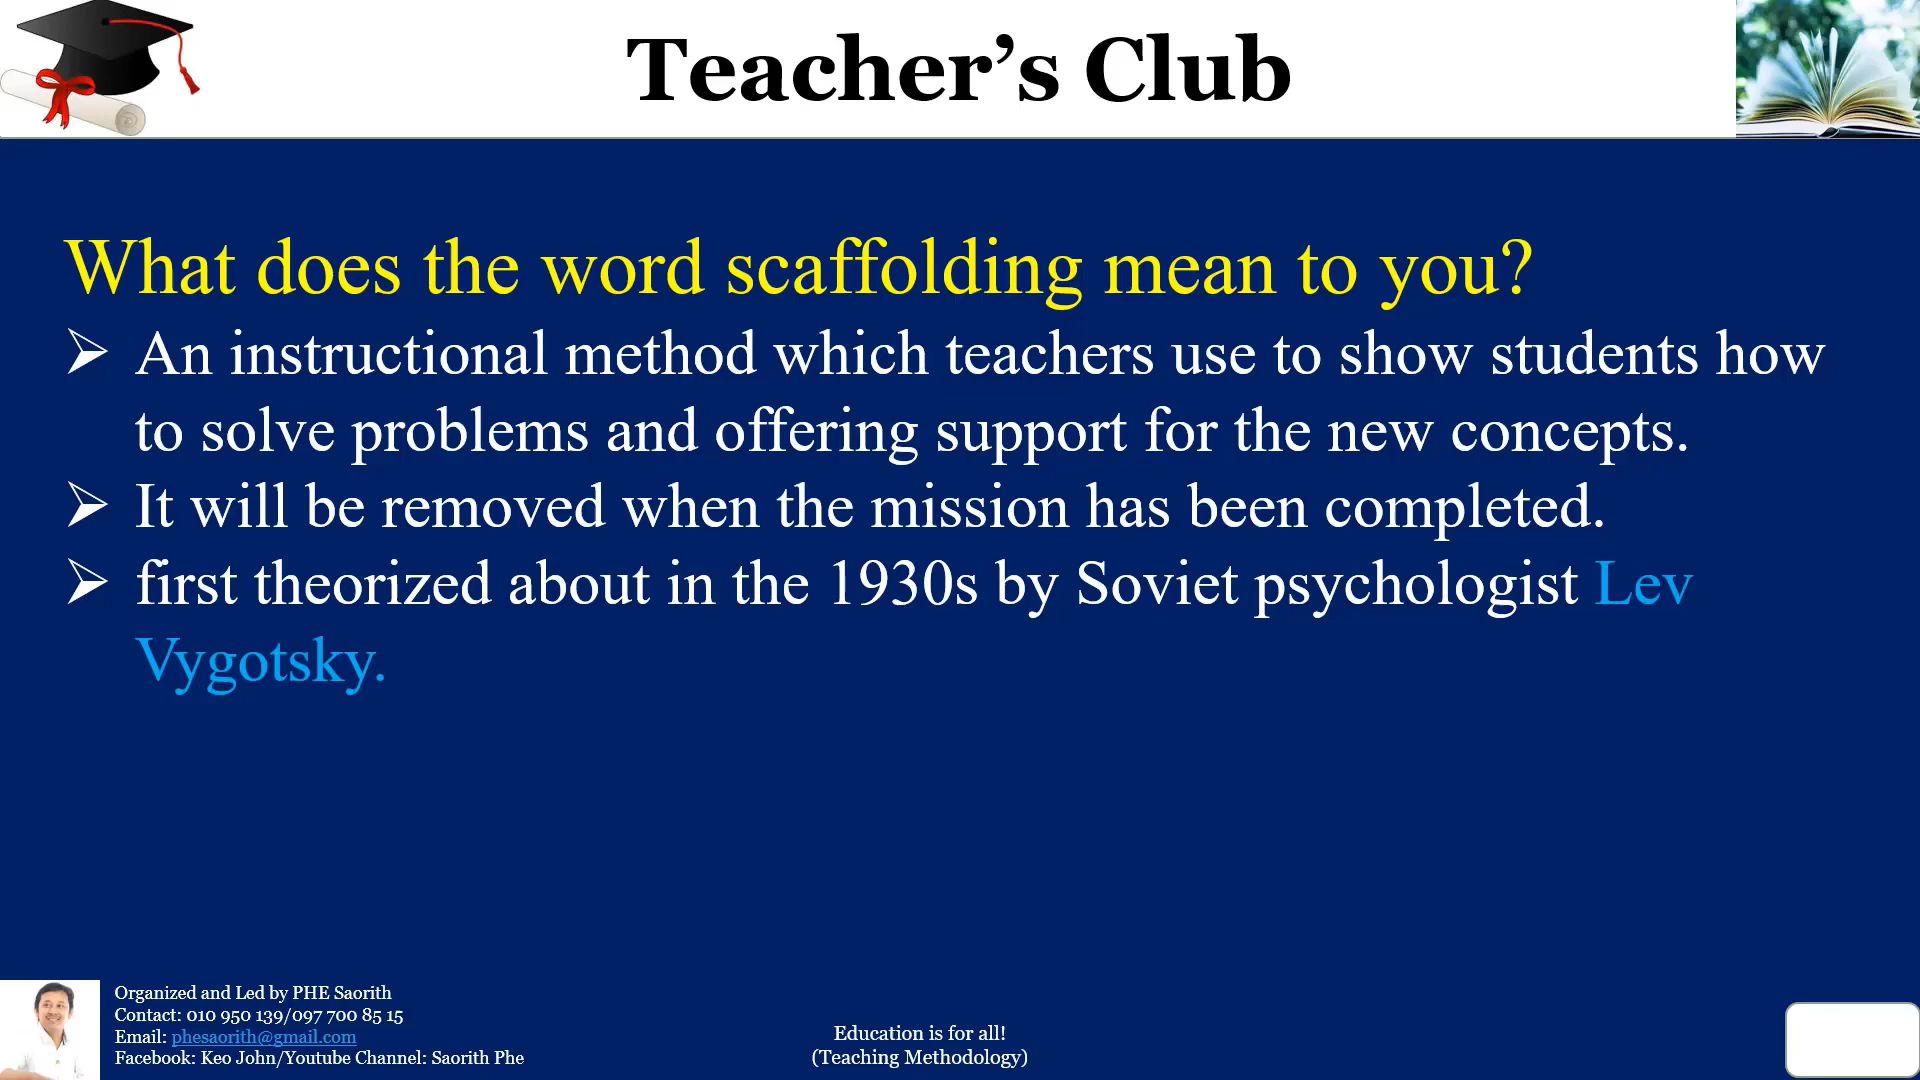 Teacher’s Club
What does the word scaffolding mean to you?
➢ An instructional method which teachers use to show students how
to solve problems and offering support for the new concepts.
➢ It will be removed when the mission has been completed.
➢ first theorized about in the 1930s by Soviet psychologist Lev
Vygotsky.
Organized and Led by PHE Saorith
Contact: 010 950 139/097 700 85 15
Email: phesaorith@gmail.com
Facebook: Keo John/Youtube Channel: Saorith Phe
Education is for all!
(Teaching Methodology)